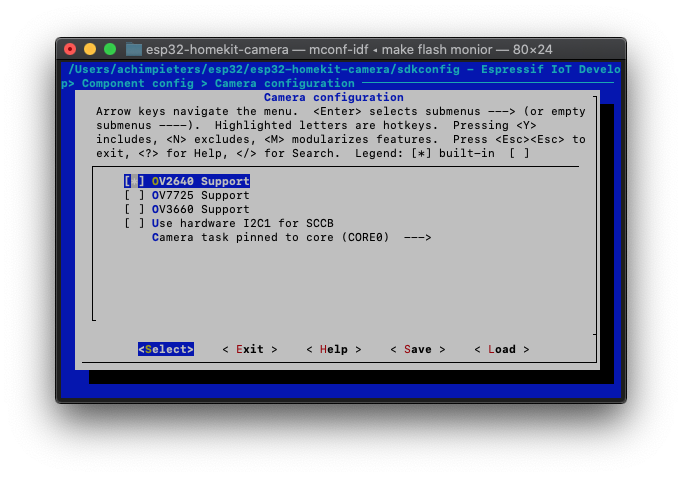 esp32-homekit-camera — mconf-idf ◂ make flash monior — 80×24
/Users/achimpieters/esp32/esp32-homekit-camera/sdkconfig - Espressif IoT Develo
p> Component config > Camera configuration
Camera configuration
Arrow keys navigate the menu.  <Enter> selects submenus ---> (or empty
submenus ----).  Highlighted letters are hotkeys.  Pressing <Y>
includes, <N> excludes, <M> modularizes features.  Press <Esc><Esc> to
exit, <?> for Help, </> for Search.  Legend: [*] built-in  [ ]
[*] OV2640 Support
[ ] OV7725 Support
[ ] OV3660 Support
[ ] Use hardware I2C1 for SCCB
Camera task pinned to core (CORE0)  --->
<Select>    < Exit >    < Help >    < Save >    < Load >